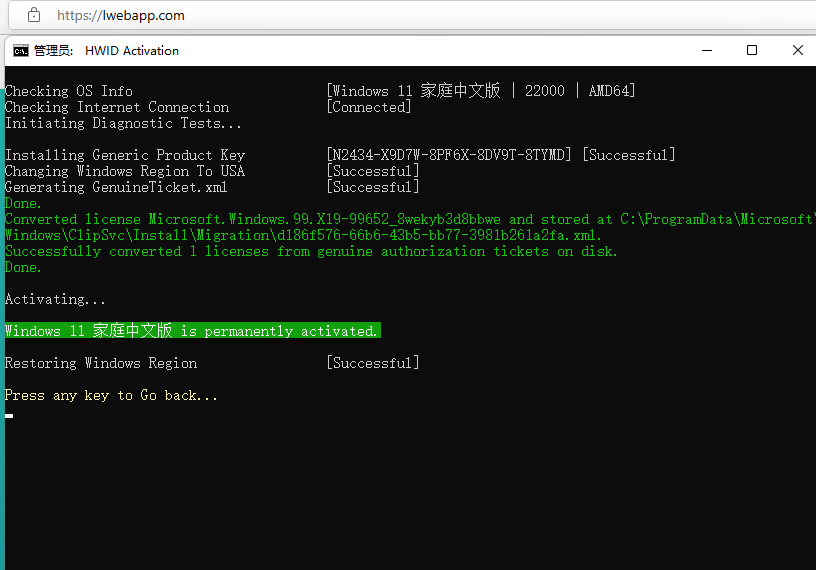 https://lwebapp.com
管理员: HWID Activation
Checking OS Info [Windows 11 家庭中文版 | 22000 | AMD64]
Checking Internet Connection [Connected]
Initiating Diagnostic Tests...
Installing Generic Product Key [N2434-X9D7W-8PF6X-8DV9T-8TYMD] [Successful]
Changing Windows Region To USA [Successful]
Generating GenuineTicket.xml [Successful]
Done.
Converted license Microsoft.Windows.99.X19-99652_8wekyb3d8bbwe and stored at C:\ProgramData\Microsoft\
Windows\ClipSvc\Install\Migration\d186f576-66b6-43b5-bb77-3981b261a2fa.xml.
Successfully converted 1 licenses from genuine authorization tickets on disk.
Done.
Activating...
Windows 11 家庭中文版 is permanently activated.
Restoring Windows Region [Successful]
Press any key to Go back...